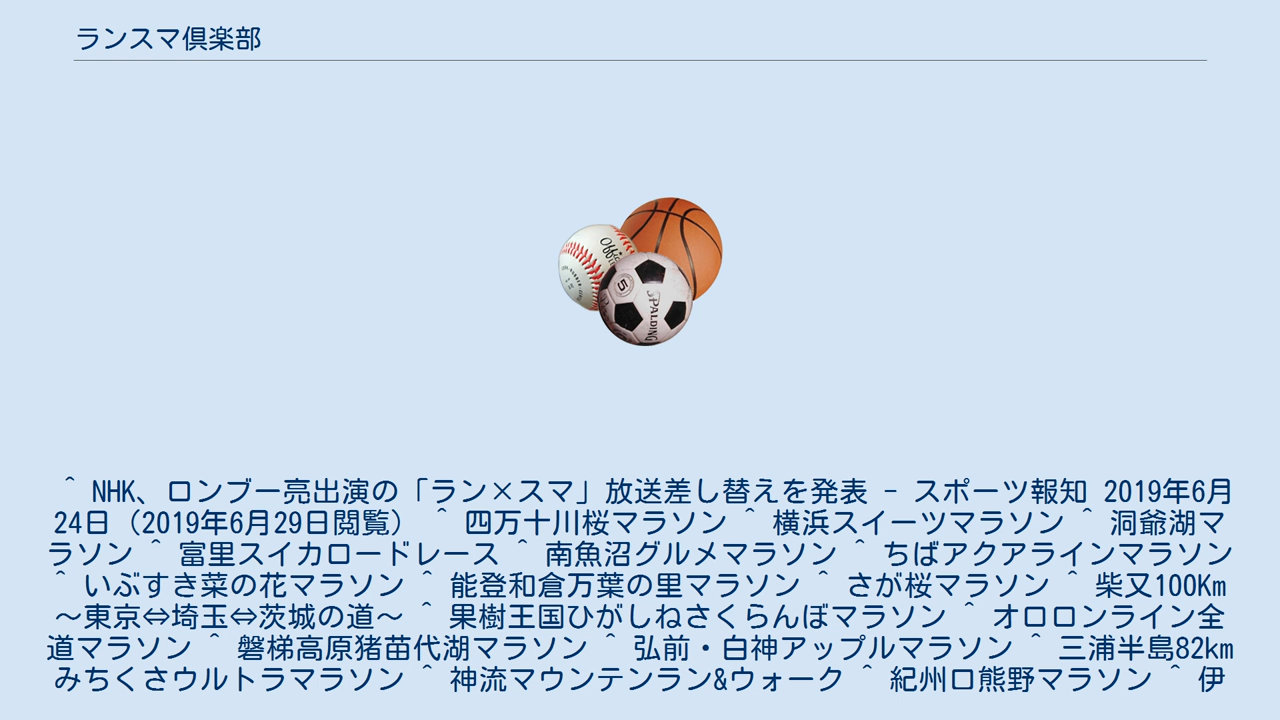 ランスマ倶楽部
Offi
5
SPALDING
^ NHK、ロンブー亮出演の「ラン×スマ」放送差し替えを発表 - スポーツ報知 2019年6月
24日（2019年6月29日閲覧） ^ 四万十川桜マラソン ^ 横浜スイーツマラソン ^ 洞爺湖マ
ラソン ^ 富里スイカロードレース ^ 南魚沼グルメマラソン ^ ちばアクアラインマラソン
^ いぶすき菜の花マラソン ^ 能登和倉万葉の里マラソン ^ さが桜マラソン ^ 柴又100Km
〜東京⇔埼玉⇔茨城の道〜 ^ 果樹王国ひがしねさくらんぼマラソン ^ オロロンライン全
道マラソン ^ 磐梯高原猪苗代湖マラソン ^ 弘前・白神アップルマラソン ^ 三浦半島82km
みちくさウルトラマラソン ^ 神流マウンテンラン&ウォーク ^ 紀州口熊野マラソン ^ 伊